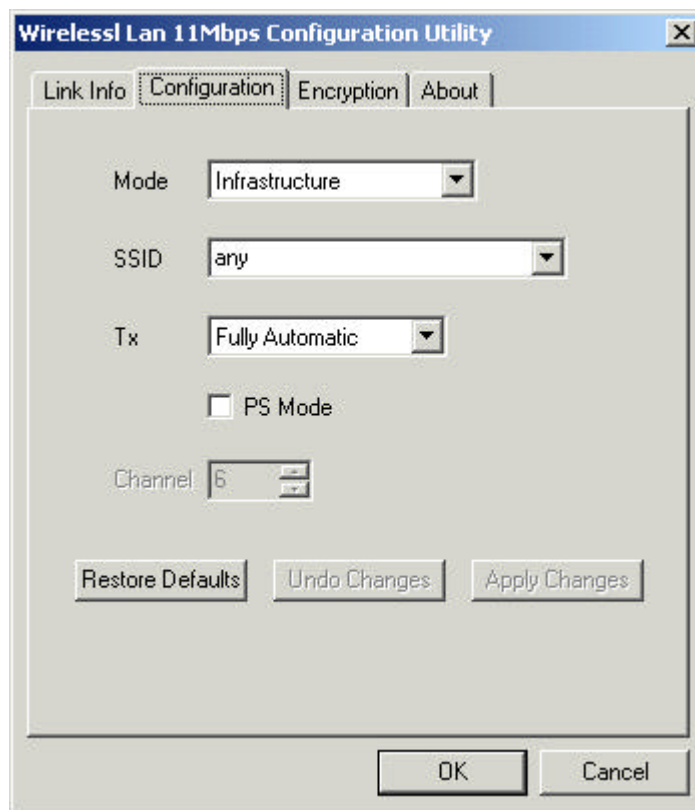 Wirelessl Lan 11Mbps Configuration Utility
Link Info Configuration Encryption About
Mode Infrastructure
SSID any
Tx Fully Automatic
PS Mode
Channel 6
Restore Defaults Undo Changes Apply Changes
OK Cancel